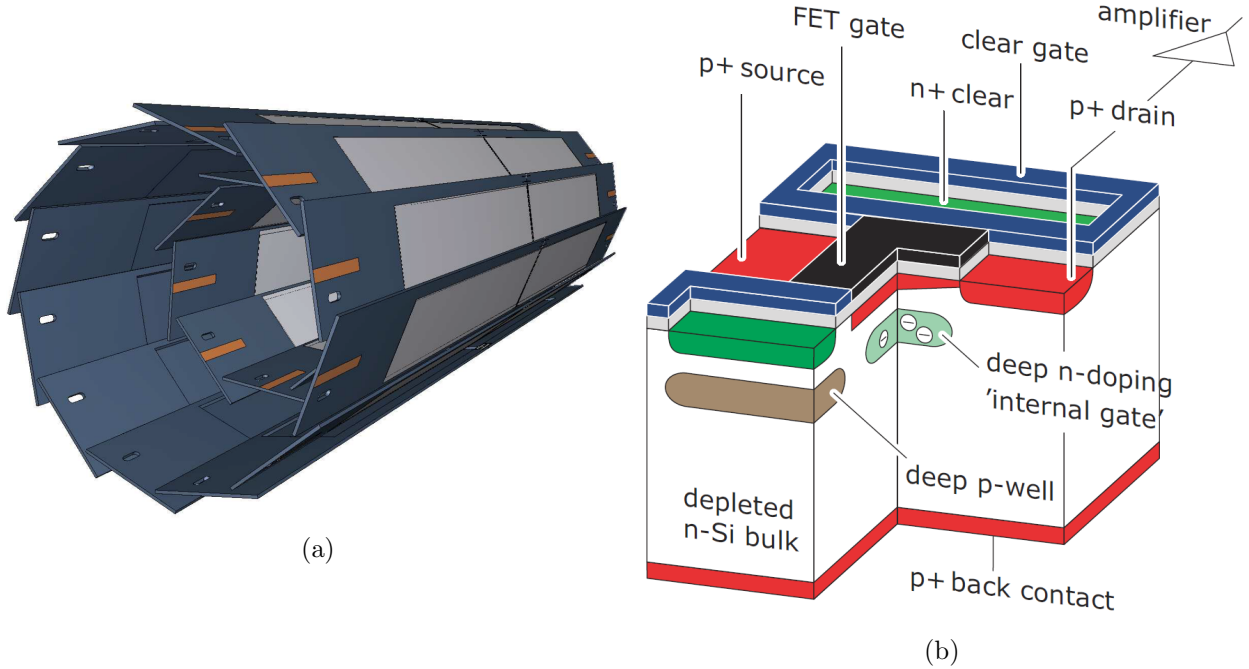 amplifier
FET gate
clear gate
p+ source
n+ clear
p+ drain
deep n-doping
'internal gate'
deep p-well
depleted
n-Si bulk
p+ back contact
(a)
(b)